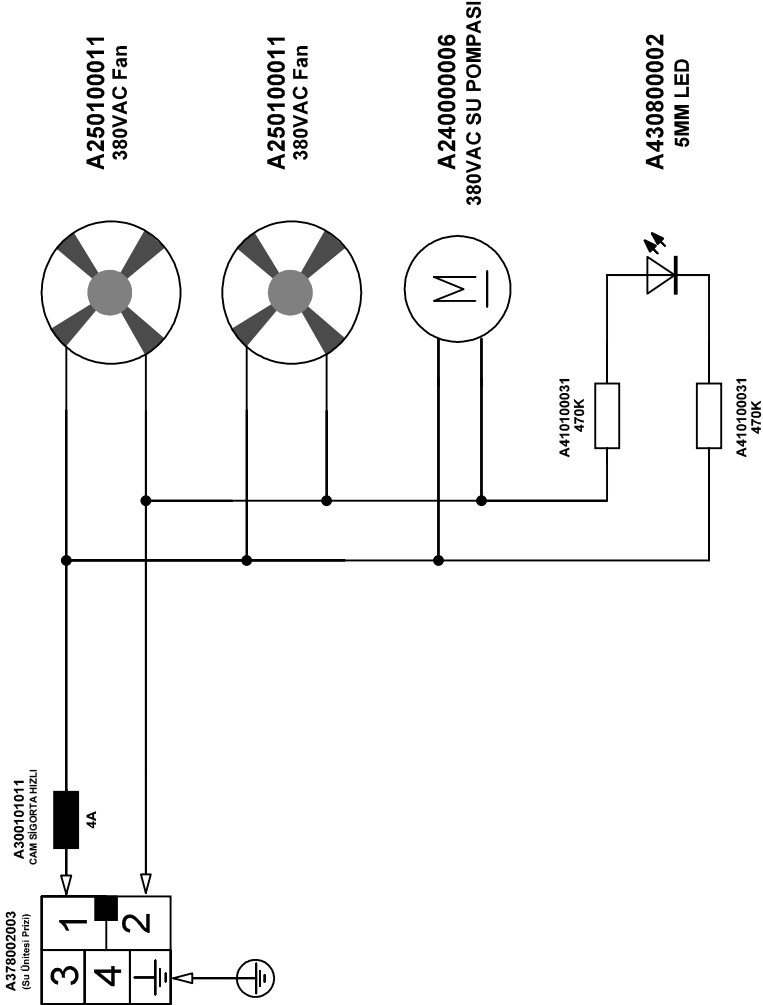 A250100011
380VAC Fan
A250100011
380VAC Fan
A240000006
380VAC SU POMPASI
A430800002
5MM LED
M
A410100031
470K
A410100031
470K
A300101011
CAM SİGORTA HIZLI
4A
A378002003
(Su Ünitesi Prizi)
1
2
3
4